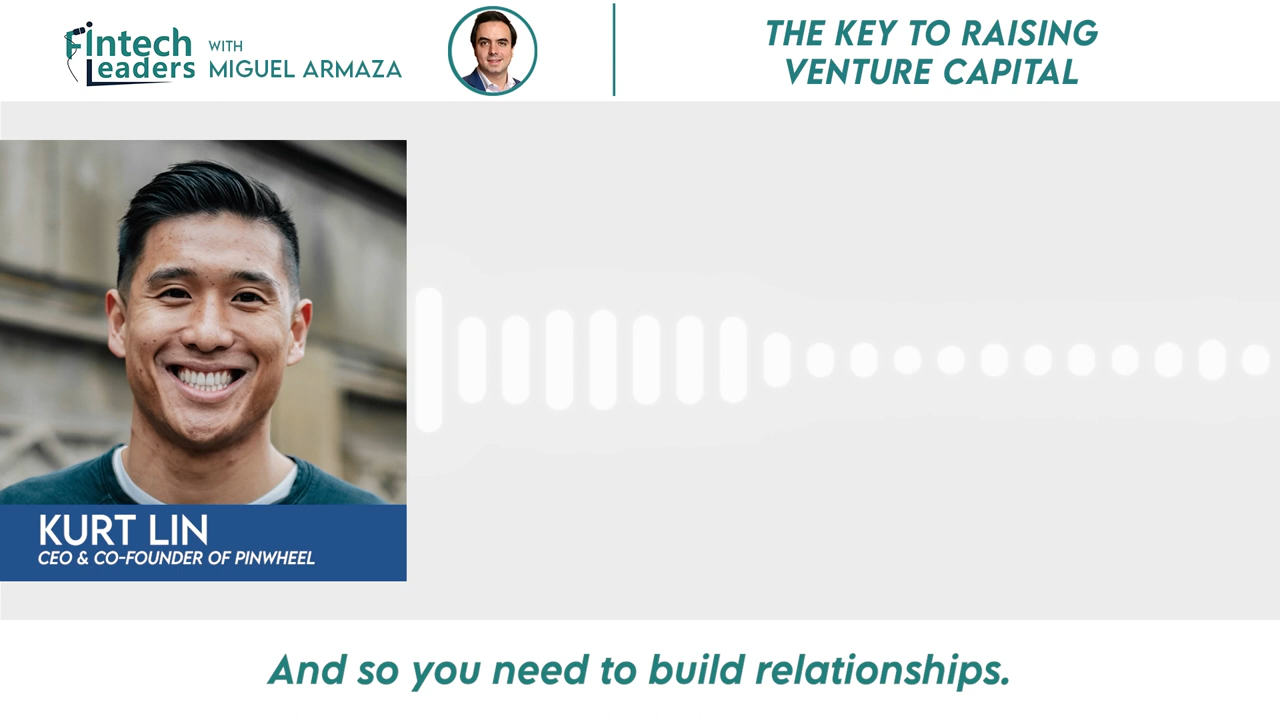 Fintech
Leaders
WITH
MIGUEL ARMAZA
THE KEY TO RAISING
VENTURE CAPITAL
KURT LIN
CEO & CO-FOUNDER OF PINWHEEL
And so you need to build relationships.